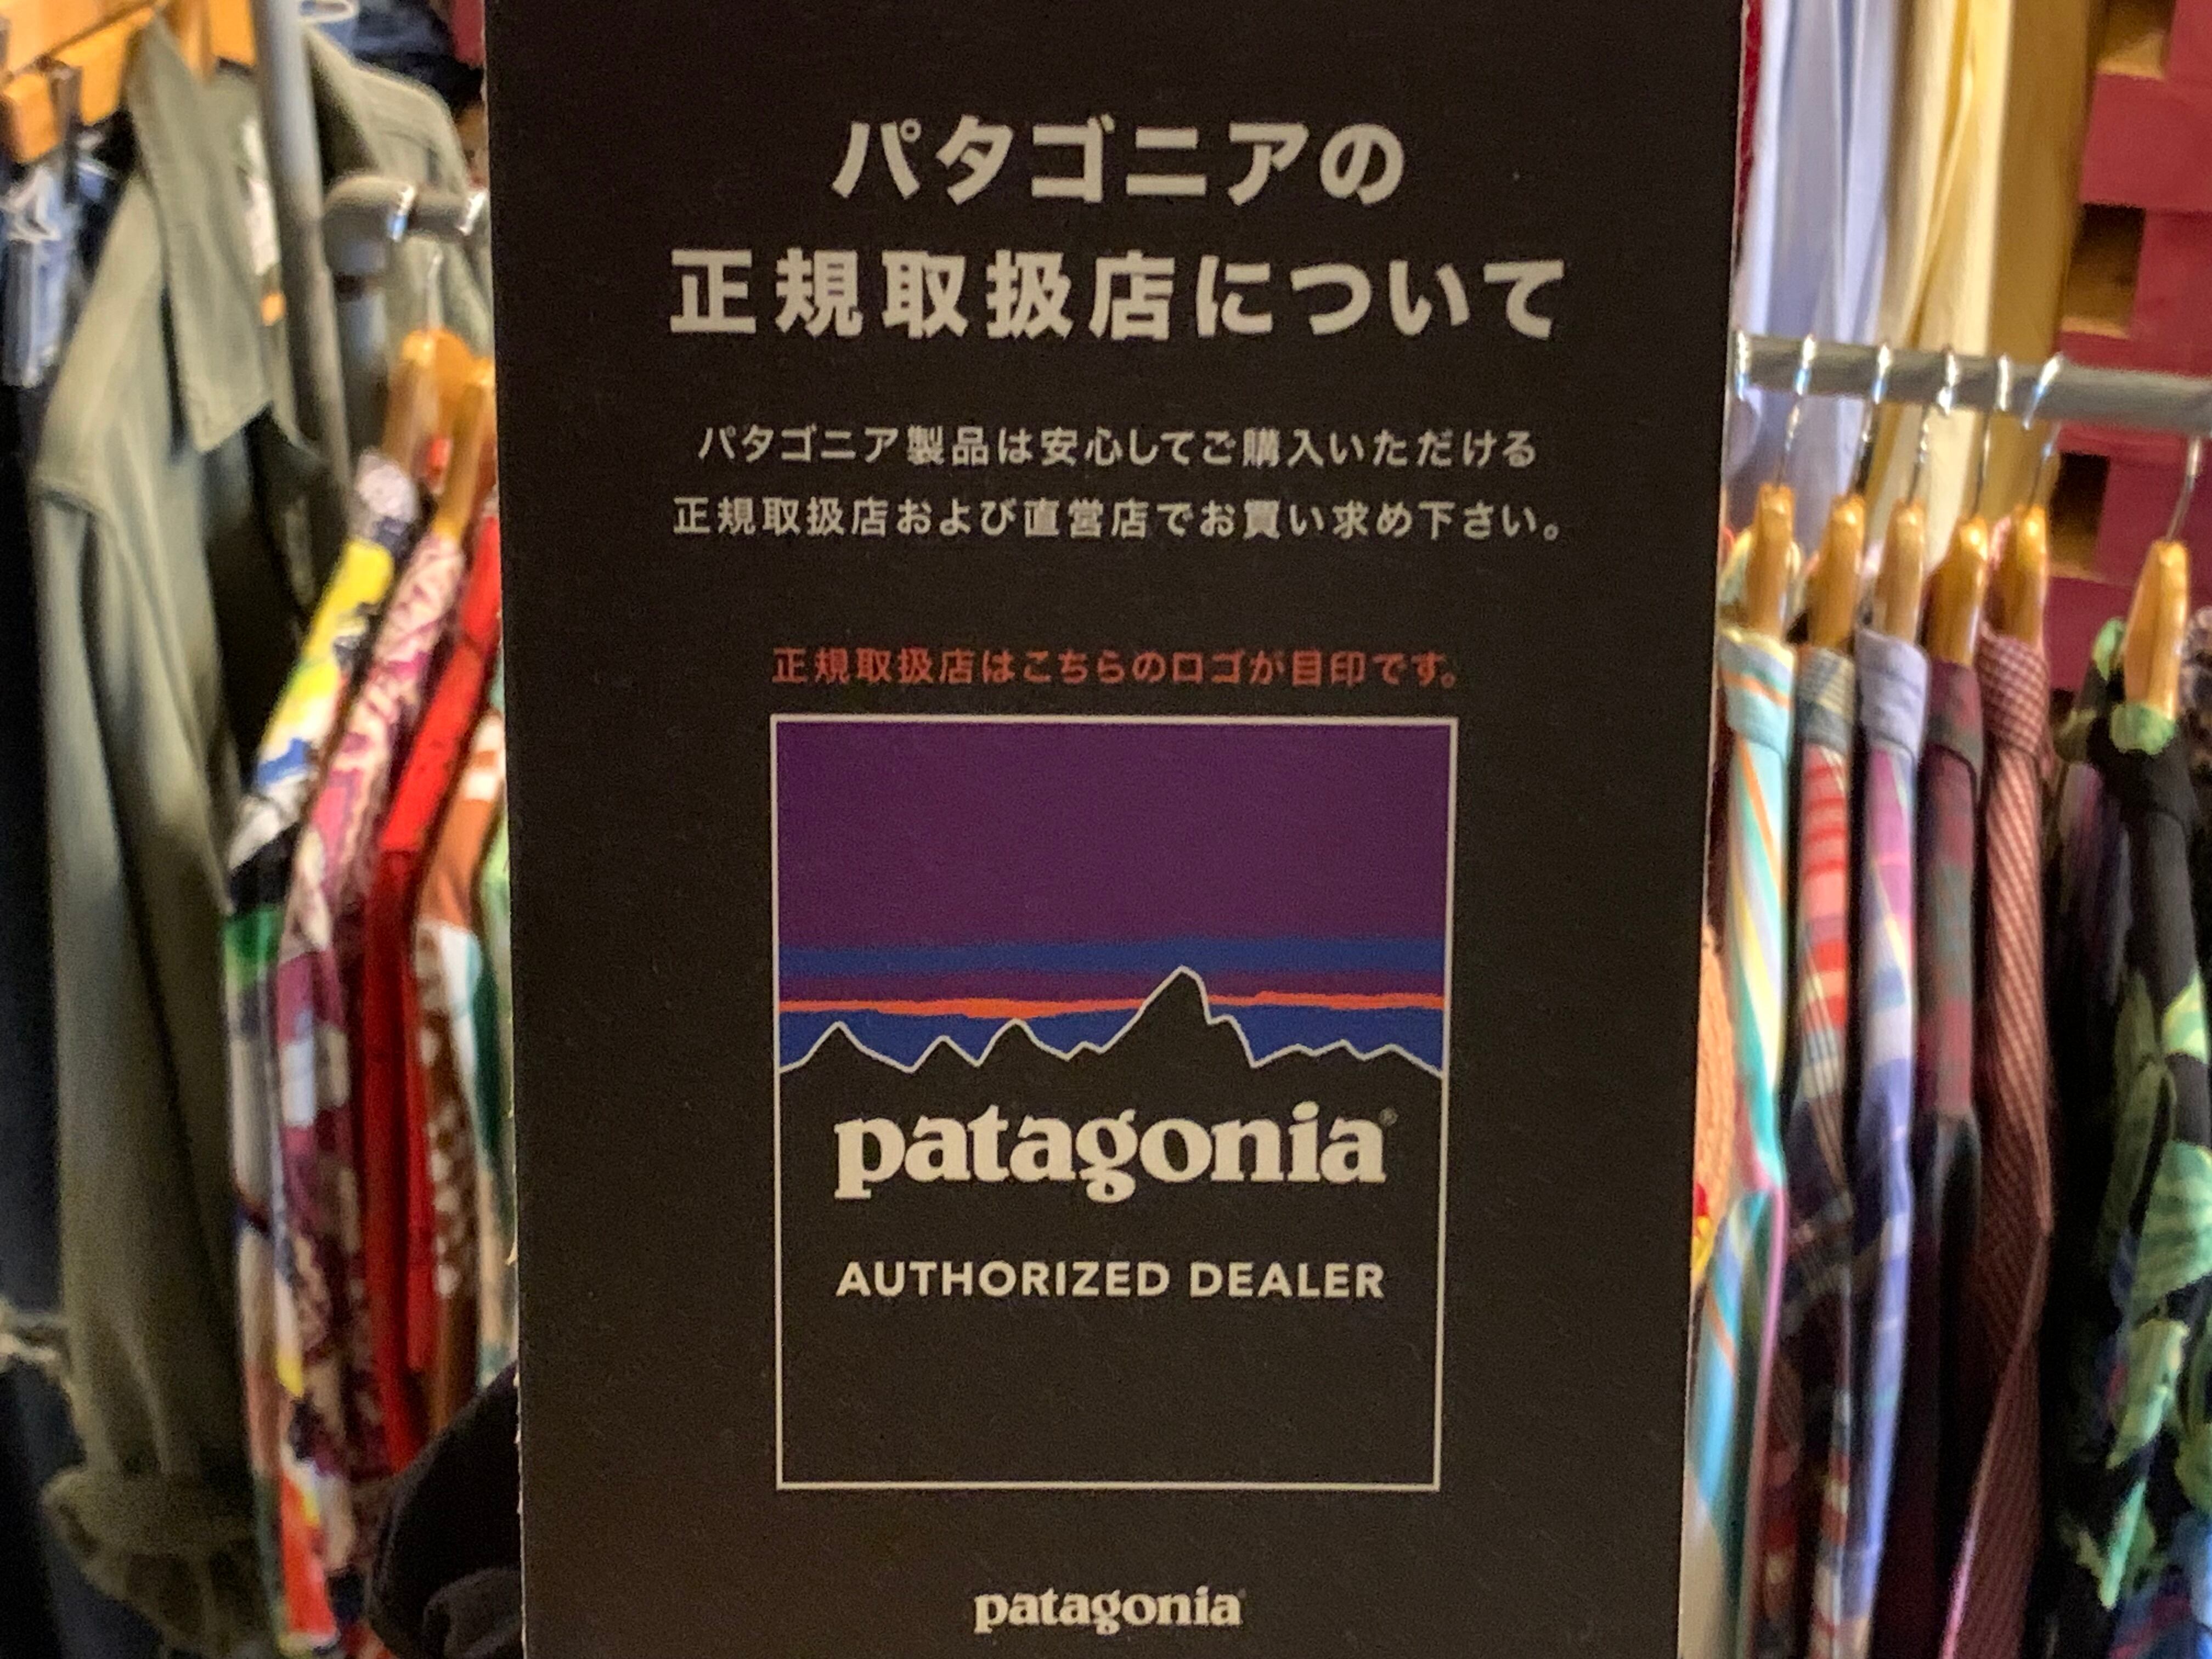 パタゴニアの
正規取扱店について
パタゴニア製品は安心してご購入いただける
正規取扱店および直営店でお買い求め下さい。
正規取扱店はこちらのロゴが目印です。
patagonia®
AUTHORIZED DEALER
patagonia